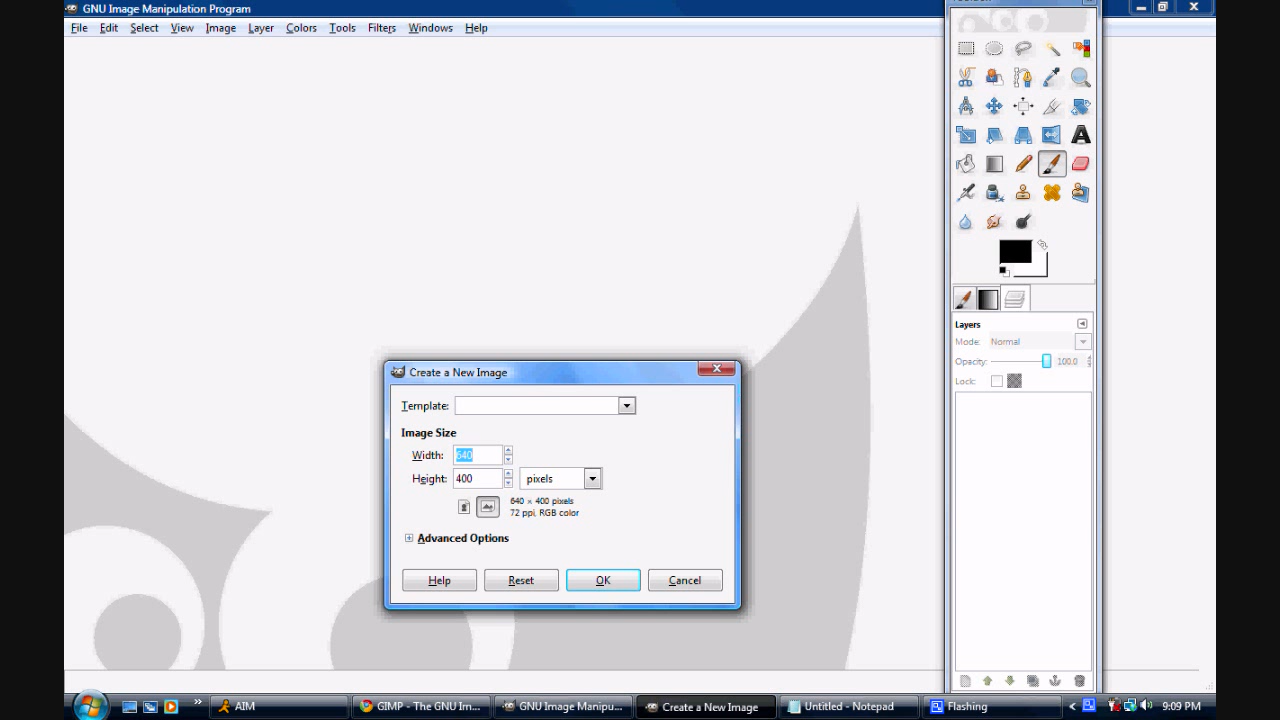 GNU Image Manipulation Program
File Edit Select View Image Layer Colors Tools Filters Windows Help
Layers
Mode: Normal
Opacity: 100.0
Lock:
Create a New Image
Template:
Image Size
Width: 640
Height: 400 pixels
640 × 400 pixels
72 ppi, RGB color
Advanced Options
Help Reset OK Cancel
AIM GIMP - The GNU Im... GNU Image Manipu... Create a New Image Untitled - Notepad Flashing 9:09 PM